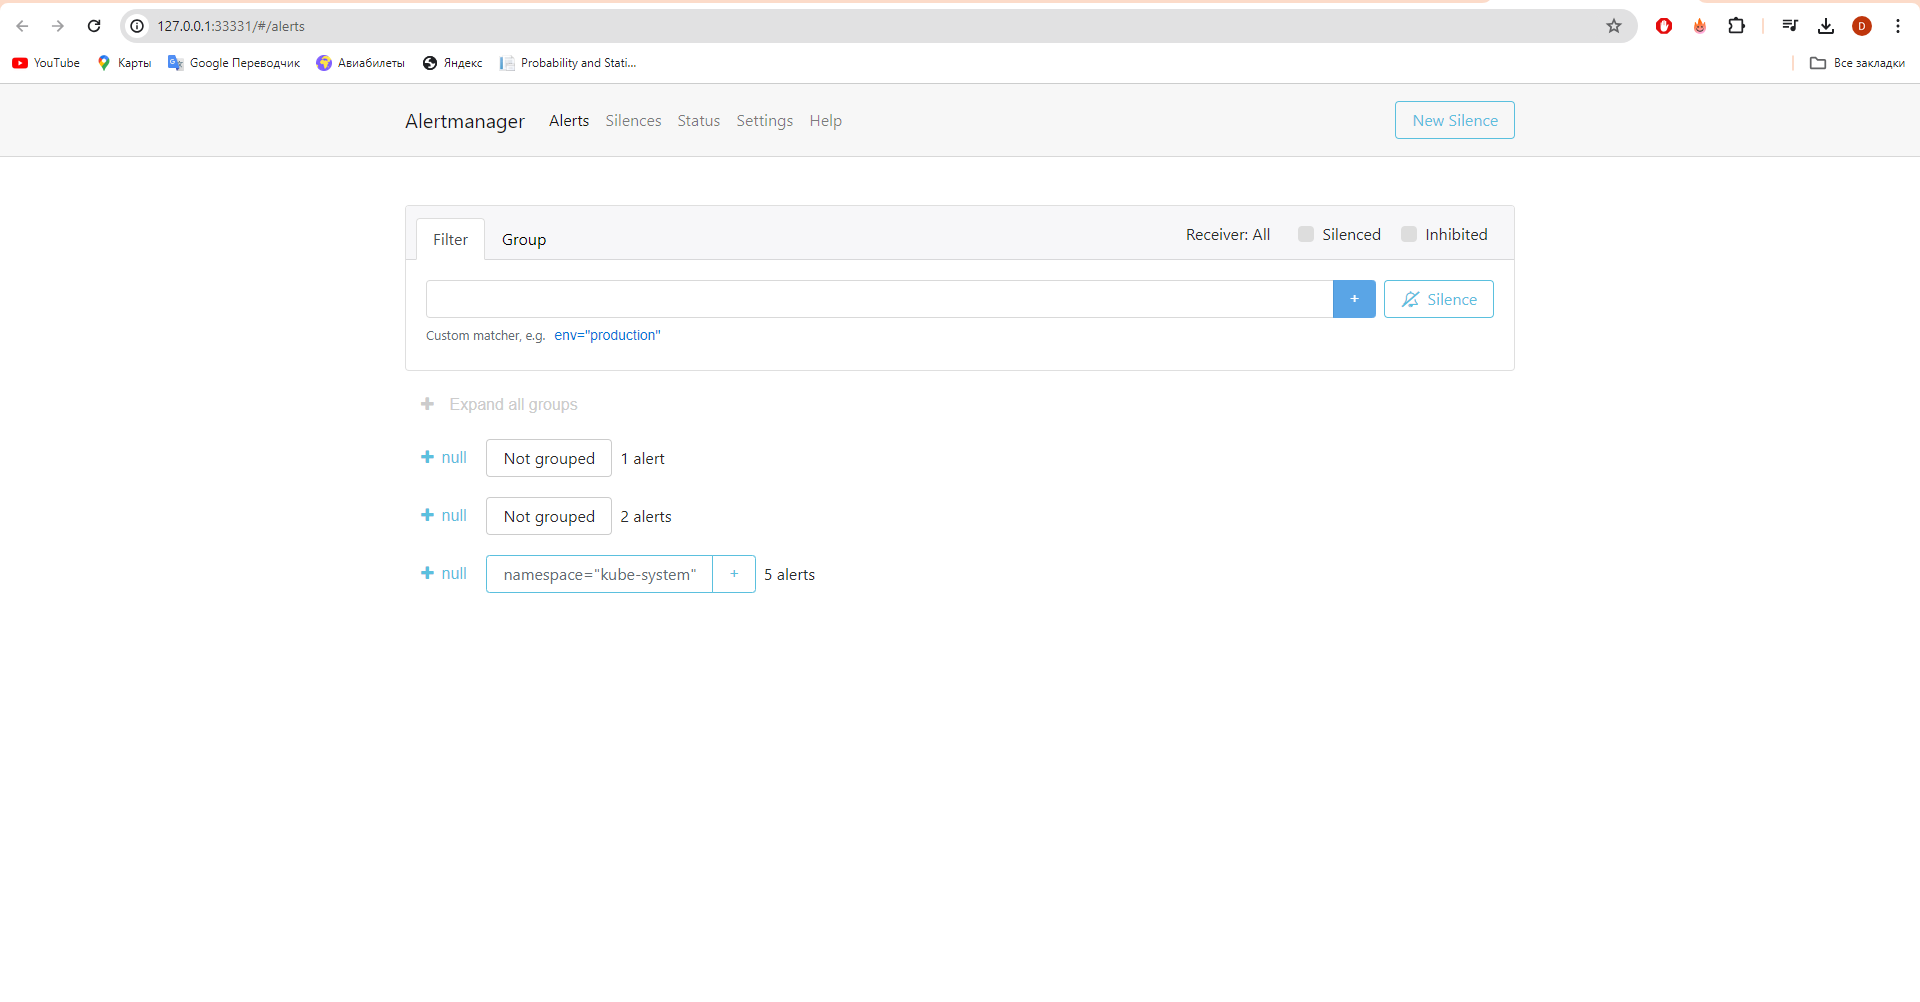 127.0.0.1:33331/#/alerts
D
YouTube Карты Google Переводчик Авиабилеты Яндекс Probability and Stati... Все закладки
Alertmanager Alerts Silences Status Settings Help New Silence
Filter Group Receiver: All Silenced Inhibited
+ Silence
Custom matcher, e.g. env="production"
+ Expand all groups
+ null Not grouped 1 alert
+ null Not grouped 2 alerts
+ null namespace="kube-system" + 5 alerts